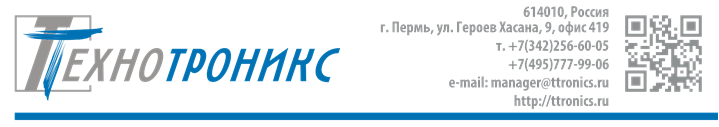 ТЕХНОТРОНИКС
614010, Россия
г. Пермь, ул. Героев Хасана, 9, офис 419
т. +7(342)256-60-05
+7(495)777-99-06
e-mail: manager@ttronics.ru
http://ttronics.ru